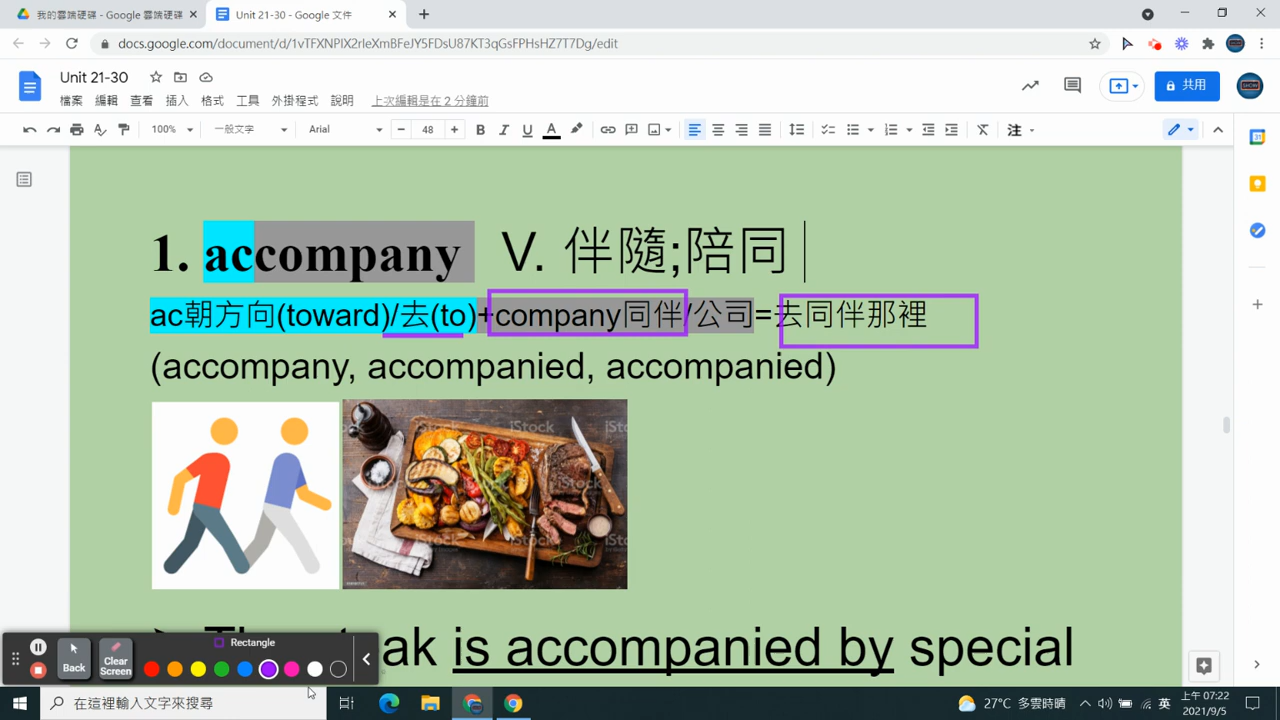 我的雲端硬碟 - Google 雲端硬碟
Unit 21-30 - Google 文件
docs.google.com/document/d/1vTFXNPIX2rIeXmBFeJY5FDsU87KT3qGsFPHsHZ7T7Dg/edit
Unit 21-30
檔案 編輯 查看 插入 格式 工具 外掛程式 說明 上次編輯是在 2 分鐘前
共用
100% 一般文字 Arial 48 B I U A 注
1. accompany V. 伴隨;陪同
ac朝方向(toward)/去(to)+company同伴/公司=去同伴那裡
(accompany, accompanied, accompanied)
iStock
iStock
iStock
iStock
is accompanied by special
Rectangle
Back
Clear Screen
在這裡輸入文字來搜尋
27°C 多雲時晴
英
上午 07:22
2021/9/5